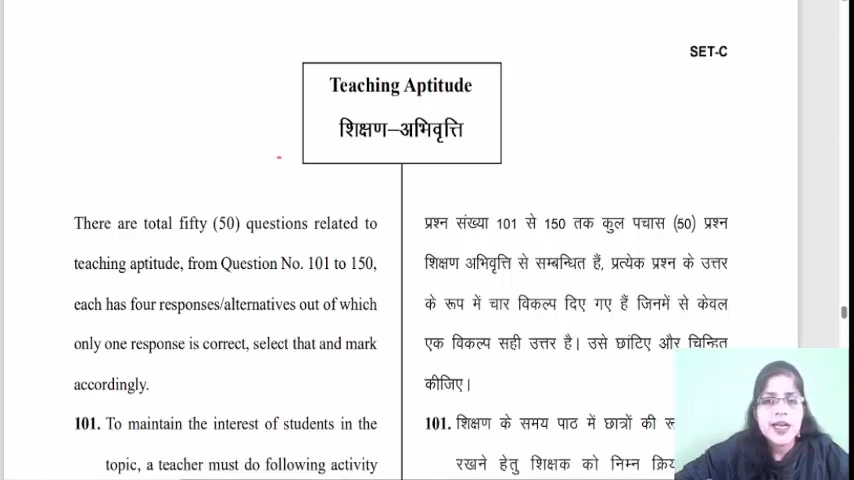 SET-C
Teaching Aptitude
शिक्षण–अभिवृत्ति
There are total fifty (50) questions related to
teaching aptitude, from Question No. 101 to 150,
each has four responses/alternatives out of which
only one response is correct, select that and mark
accordingly.
101. To maintain the interest of students in the
topic, a teacher must do following activity
प्रश्न संख्या 101 से 150 तक कुल पचास (50) प्रश्न
शिक्षण अभिवृत्ति से सम्बन्धित हैं, प्रत्येक प्रश्न के उत्तर
के रूप में चार विकल्प दिए गए हैं जिनमें से केवल
एक विकल्प सही उत्तर है। उसे छांटिए और चिन्हित
कीजिए।
101. शिक्षण के समय पाठ में छात्रों की
रखने हेतु शिक्षक को निम्न